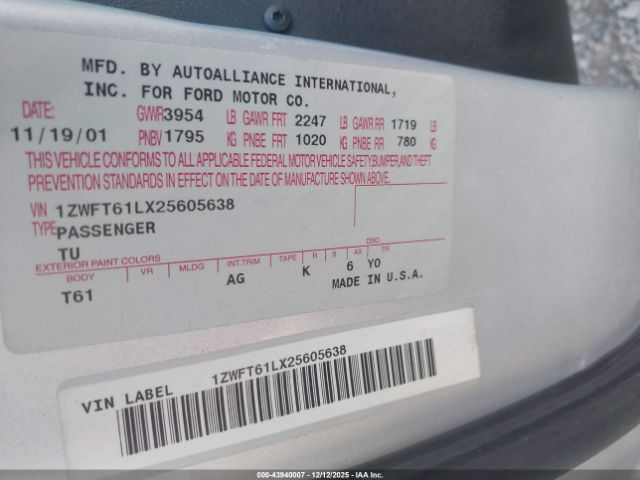 MFD. BY AUTOALLIANCE INTERNATIONAL,
INC. FOR FORD MOTOR CO.
DATE: GWR 3954 LB GAWR FRT 2247 LB GAWR RR 1719 LB
11/19/01 PNBV 1795 KG PNBE FRT 1020 KG PNBE RR 780 KG
THIS VEHICLE CONFORMS TO ALL APPLICABLE FEDERAL MOTOR VEHICLE SAFETY,BUMPER,AND THEFT
PREVENTION STANDARDS IN EFFECT ON THE DATE OF MANUFACTURE SHOWN ABOVE.
VIN 1ZWFT61LX25605638
TYPE PASSENGER
TU
EXTERIOR PAINT COLORS DSO
BODY VR MLDG INT.TRIM TAPE R S AX TR
T61 AG K 6 YO
MADE IN U.S.A.
VIN LABEL 1ZWFT61LX25605638
Stock: 000-43940007 - 12/12/2025 - IAA Inc.